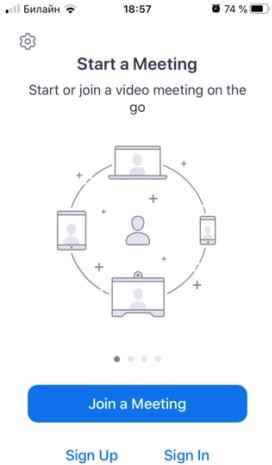 Билайн 18:57 74 %
Start a Meeting
Start or join a video meeting on the
go
Join a Meeting
Sign Up Sign In